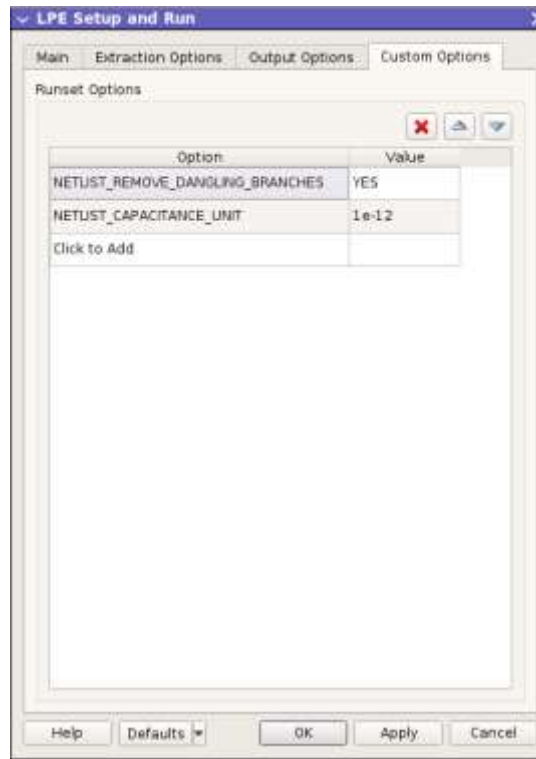 LPE Setup and Run
Main Extraction Options Output Options Custom Options
Runset Options
Option Value
NETLIST_REMOVE_DANGLING_BRANCHES YES
NETLIST_CAPACITANCE_UNIT 1e-12
Click to Add
Help Defaults OK Apply Cancel